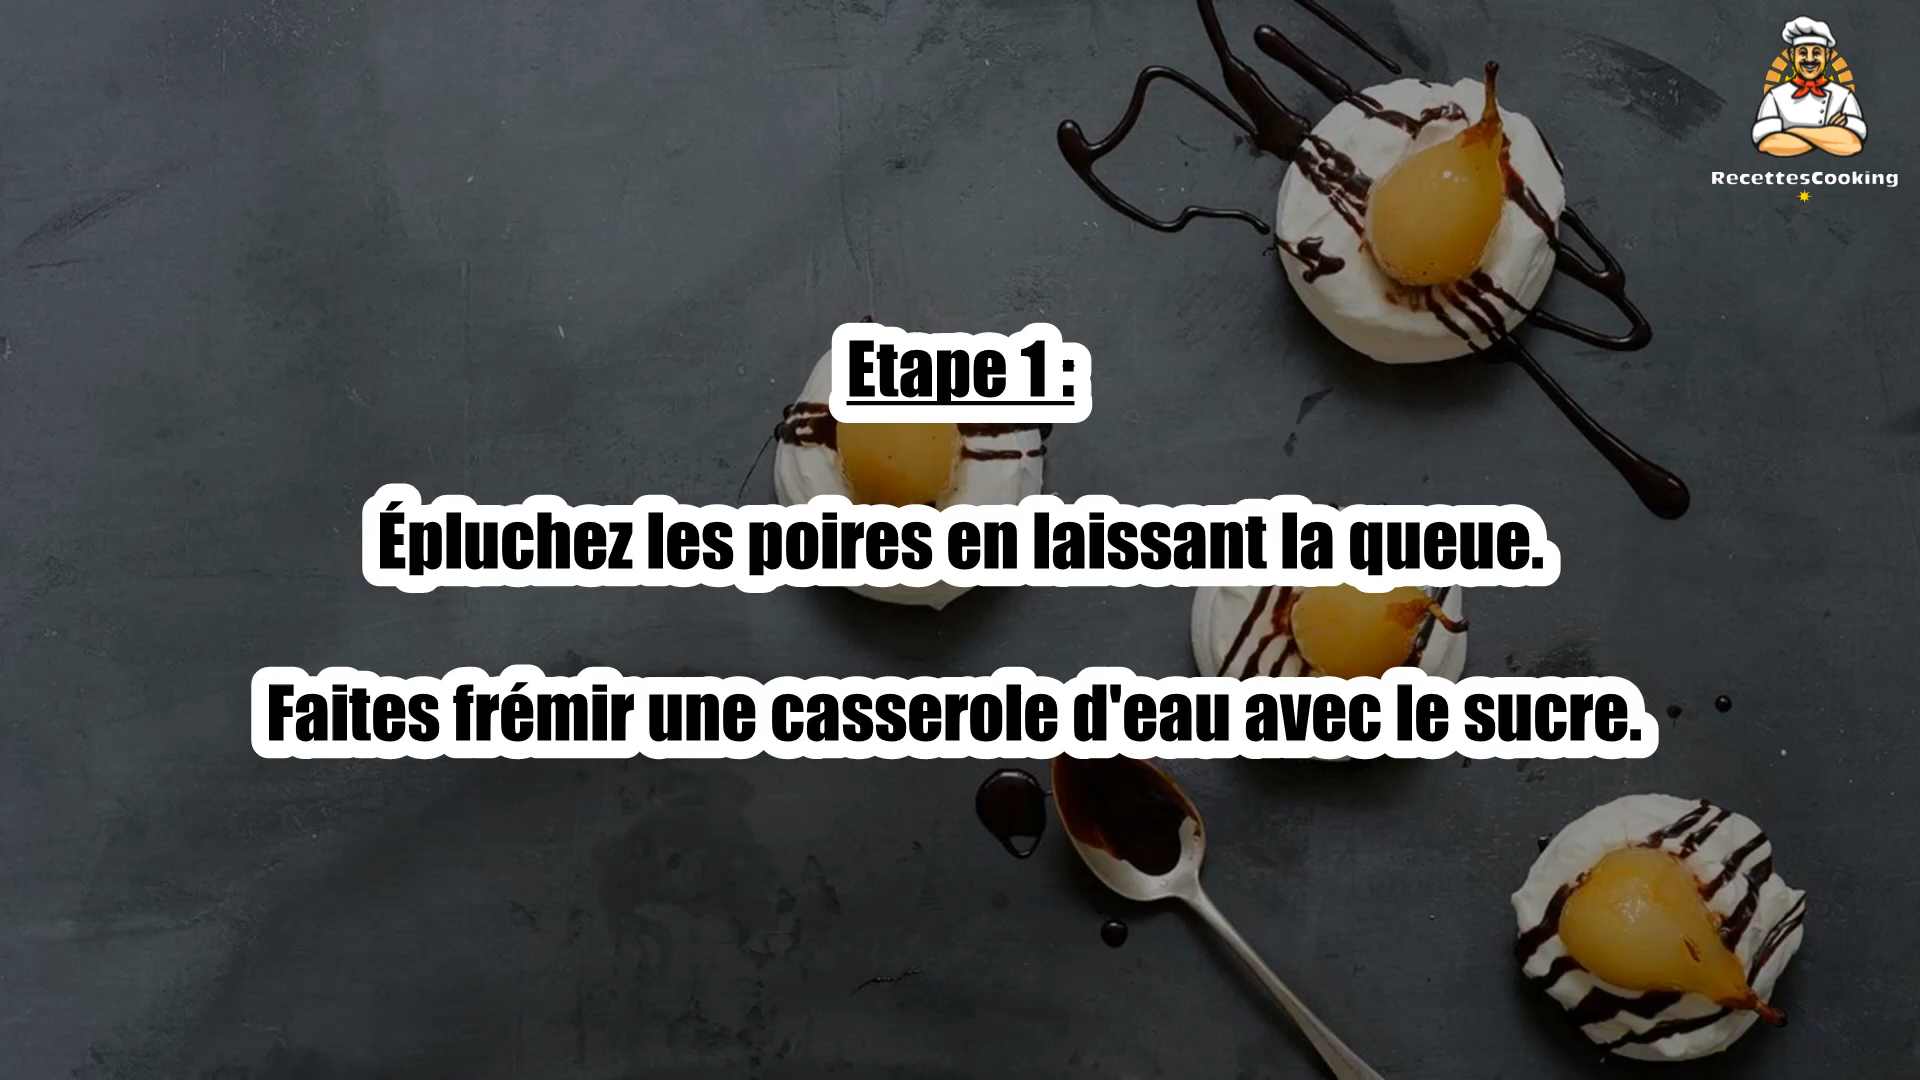 RecettesCooking
Etape 1 :
Épluchez les poires en laissant la queue.
Faites frémir une casserole d'eau avec le sucre.